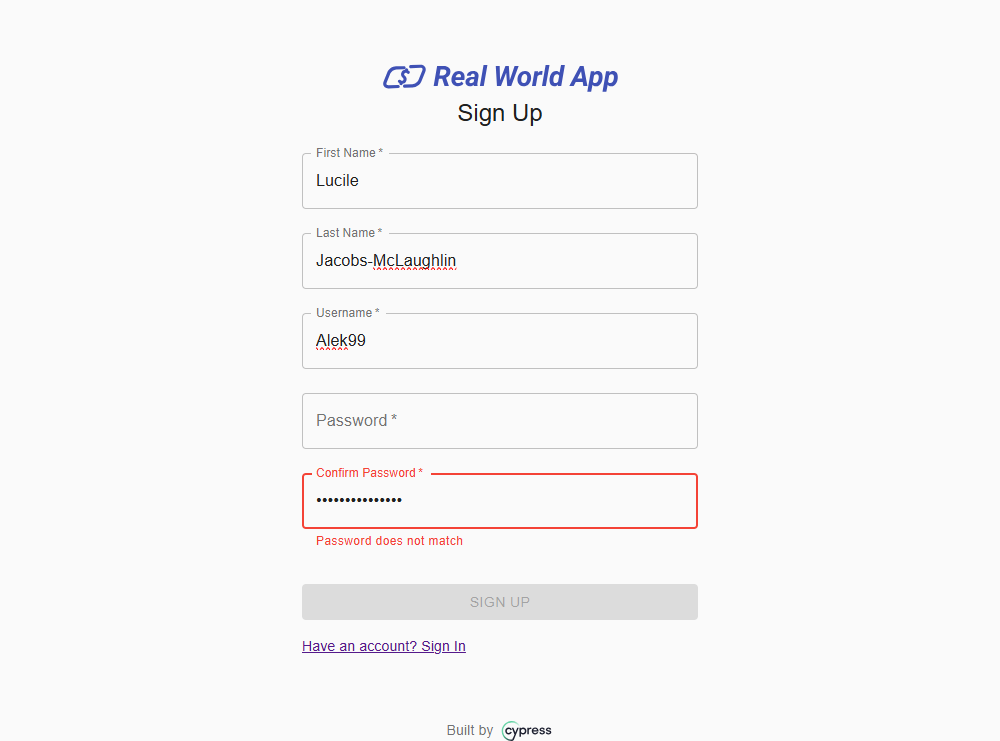 Real World App
Sign Up
First Name *
Lucile
Last Name *
Jacobs-McLaughlin
Username *
Alek99
Password *
Confirm Password *
•••••••••••••••
Password does not match
SIGN UP
Have an account? Sign In
Built by cypress